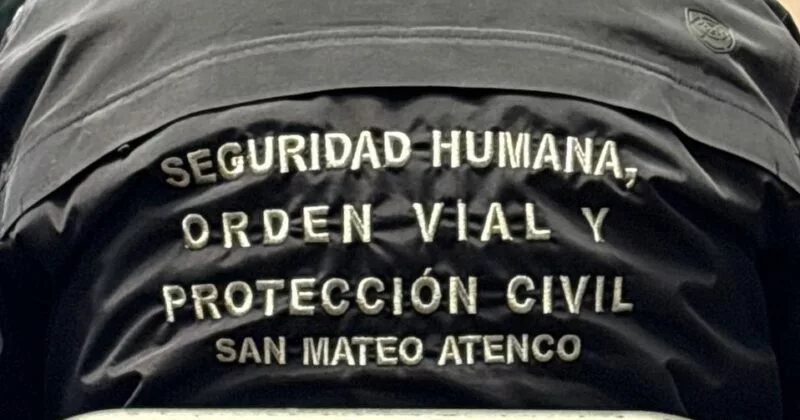 SEGURIDAD HUMANA,
ORDEN VIAL Y
PROTECCIÓN CIVIL
SAN MATEO ATENCO